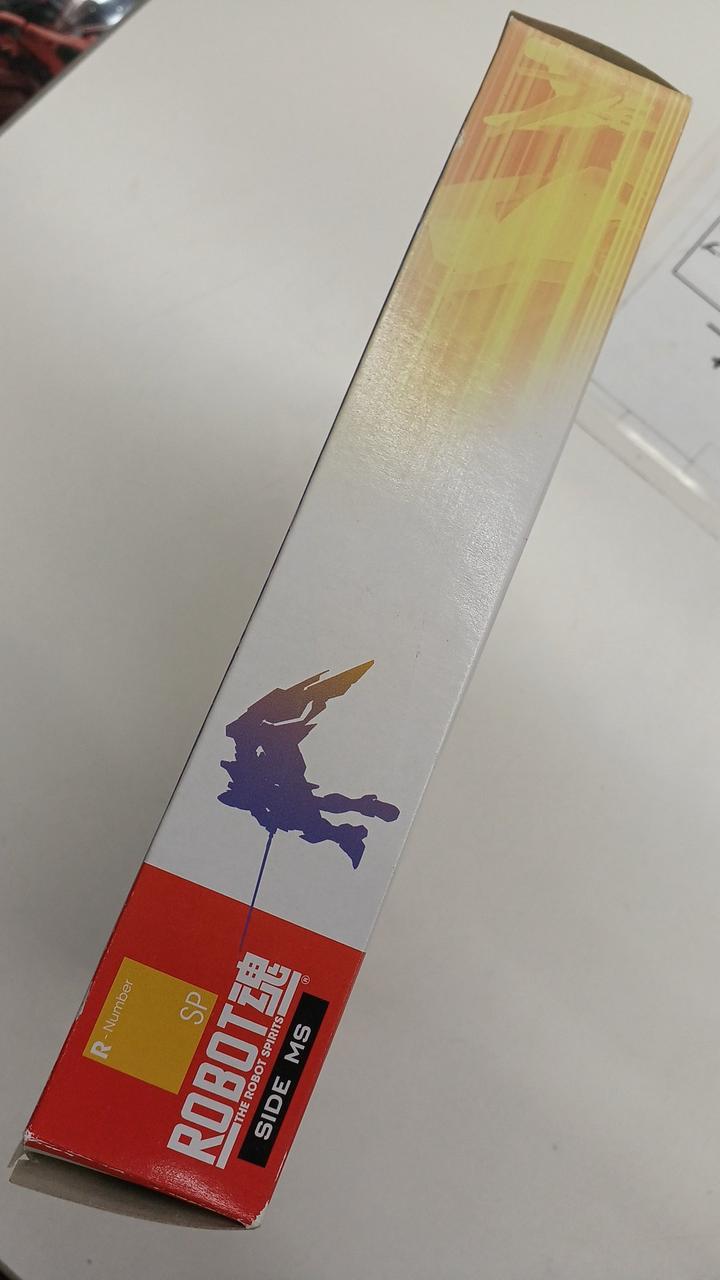 R - Number
SP
ROBOT魂®
THE ROBOT SPIRITS
SIDE MS